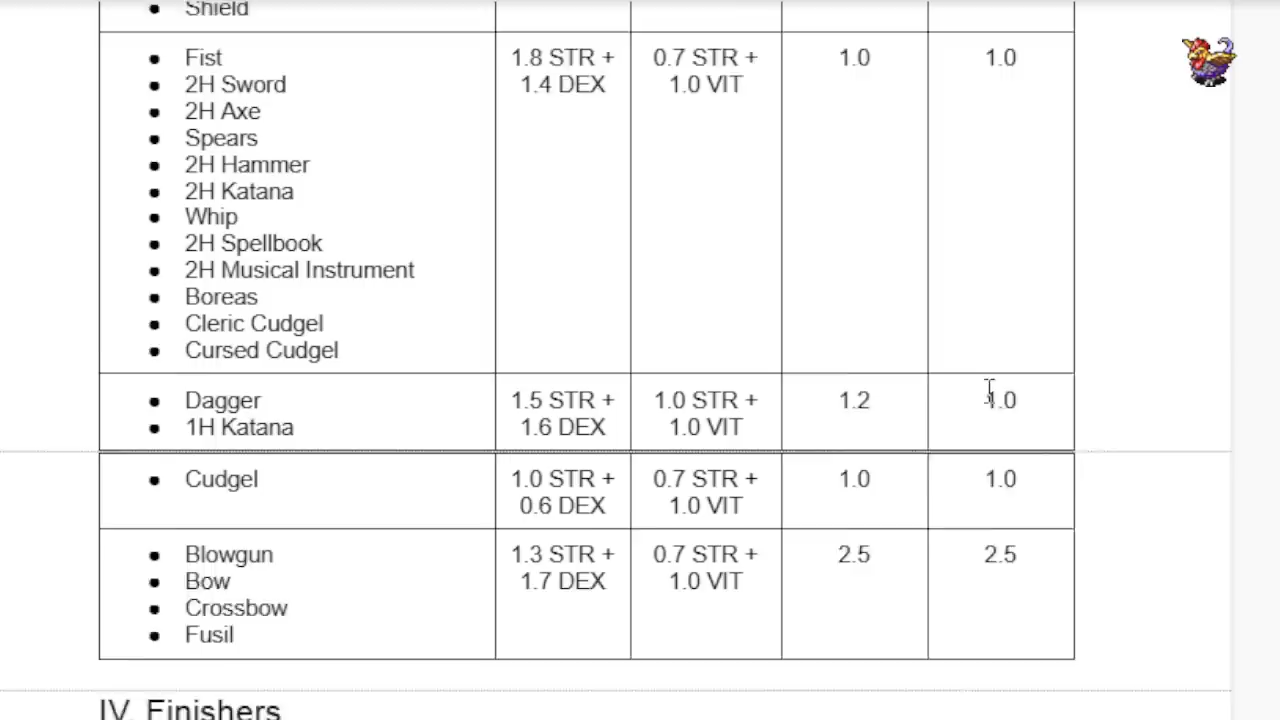 • Shield
• Fist
• 2H Sword
• 2H Axe
• Spears
• 2H Hammer
• 2H Katana
• Whip
• 2H Spellbook
• 2H Musical Instrument
• Boreas
• Cleric Cudgel
• Cursed Cudgel
1.8 STR +
1.4 DEX
0.7 STR +
1.0 VIT
1.0
1.0
• Dagger
• 1H Katana
1.5 STR +
1.6 DEX
1.0 STR +
1.0 VIT
1.2
1.0
• Cudgel
1.0 STR +
0.6 DEX
0.7 STR +
1.0 VIT
1.0
1.0
• Blowgun
• Bow
• Crossbow
• Fusil
1.3 STR +
1.7 DEX
0.7 STR +
1.0 VIT
2.5
2.5
IV. Finishers